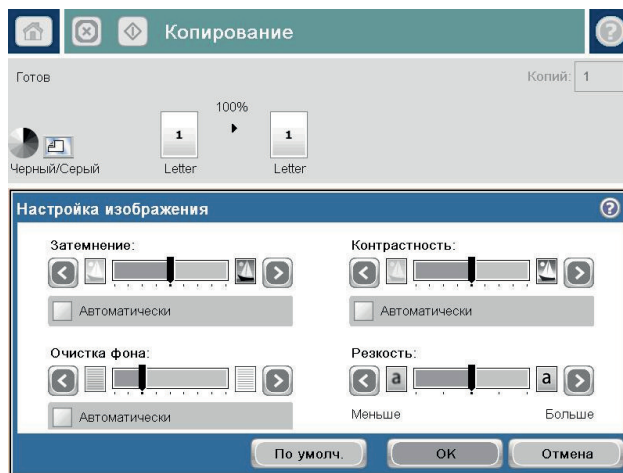 Копирование
Готов
Копий: 1
100%
1
1
Черный/Серый
Letter
Letter
Настройка изображения
Затемнение:
Контрастность:
Автоматически
Автоматически
Очистка фона:
Резкость:
a
a
Автоматически
Меньше
Больше
По умолч.
OK
Отмена